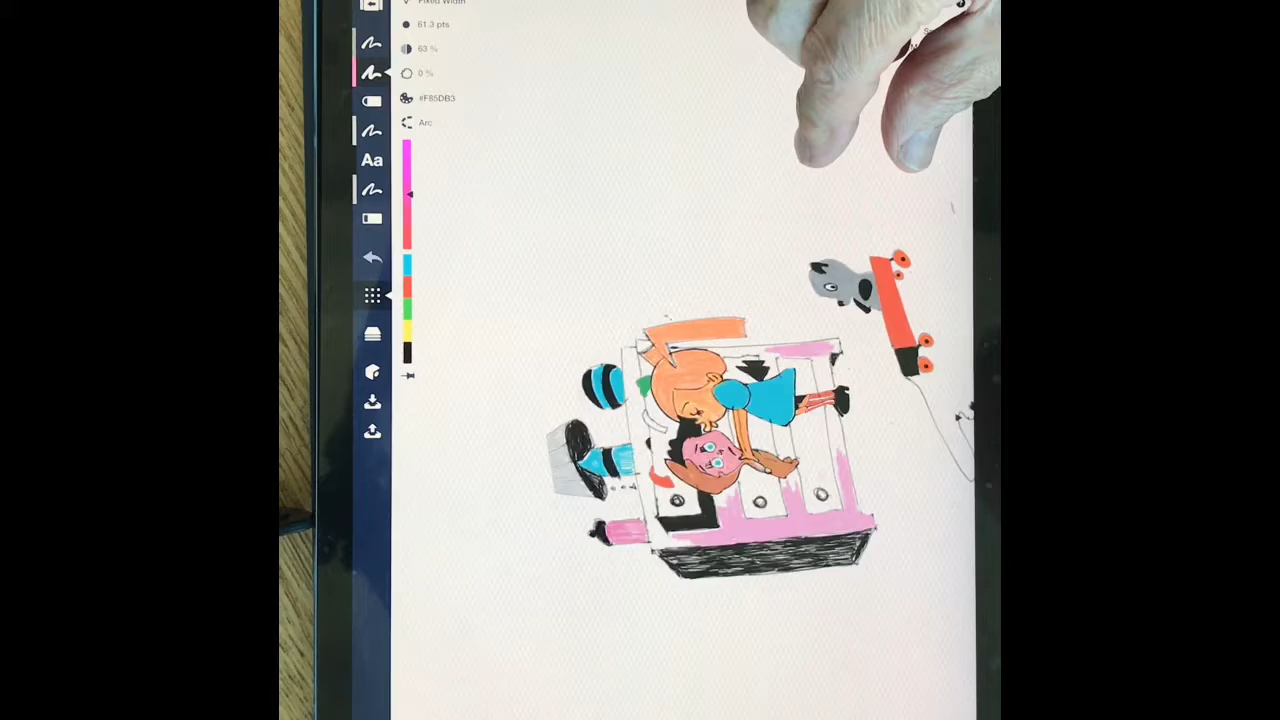 Fixed Width
61.3 pts
63 %
0 %
#F85DB3
Arc
Aa